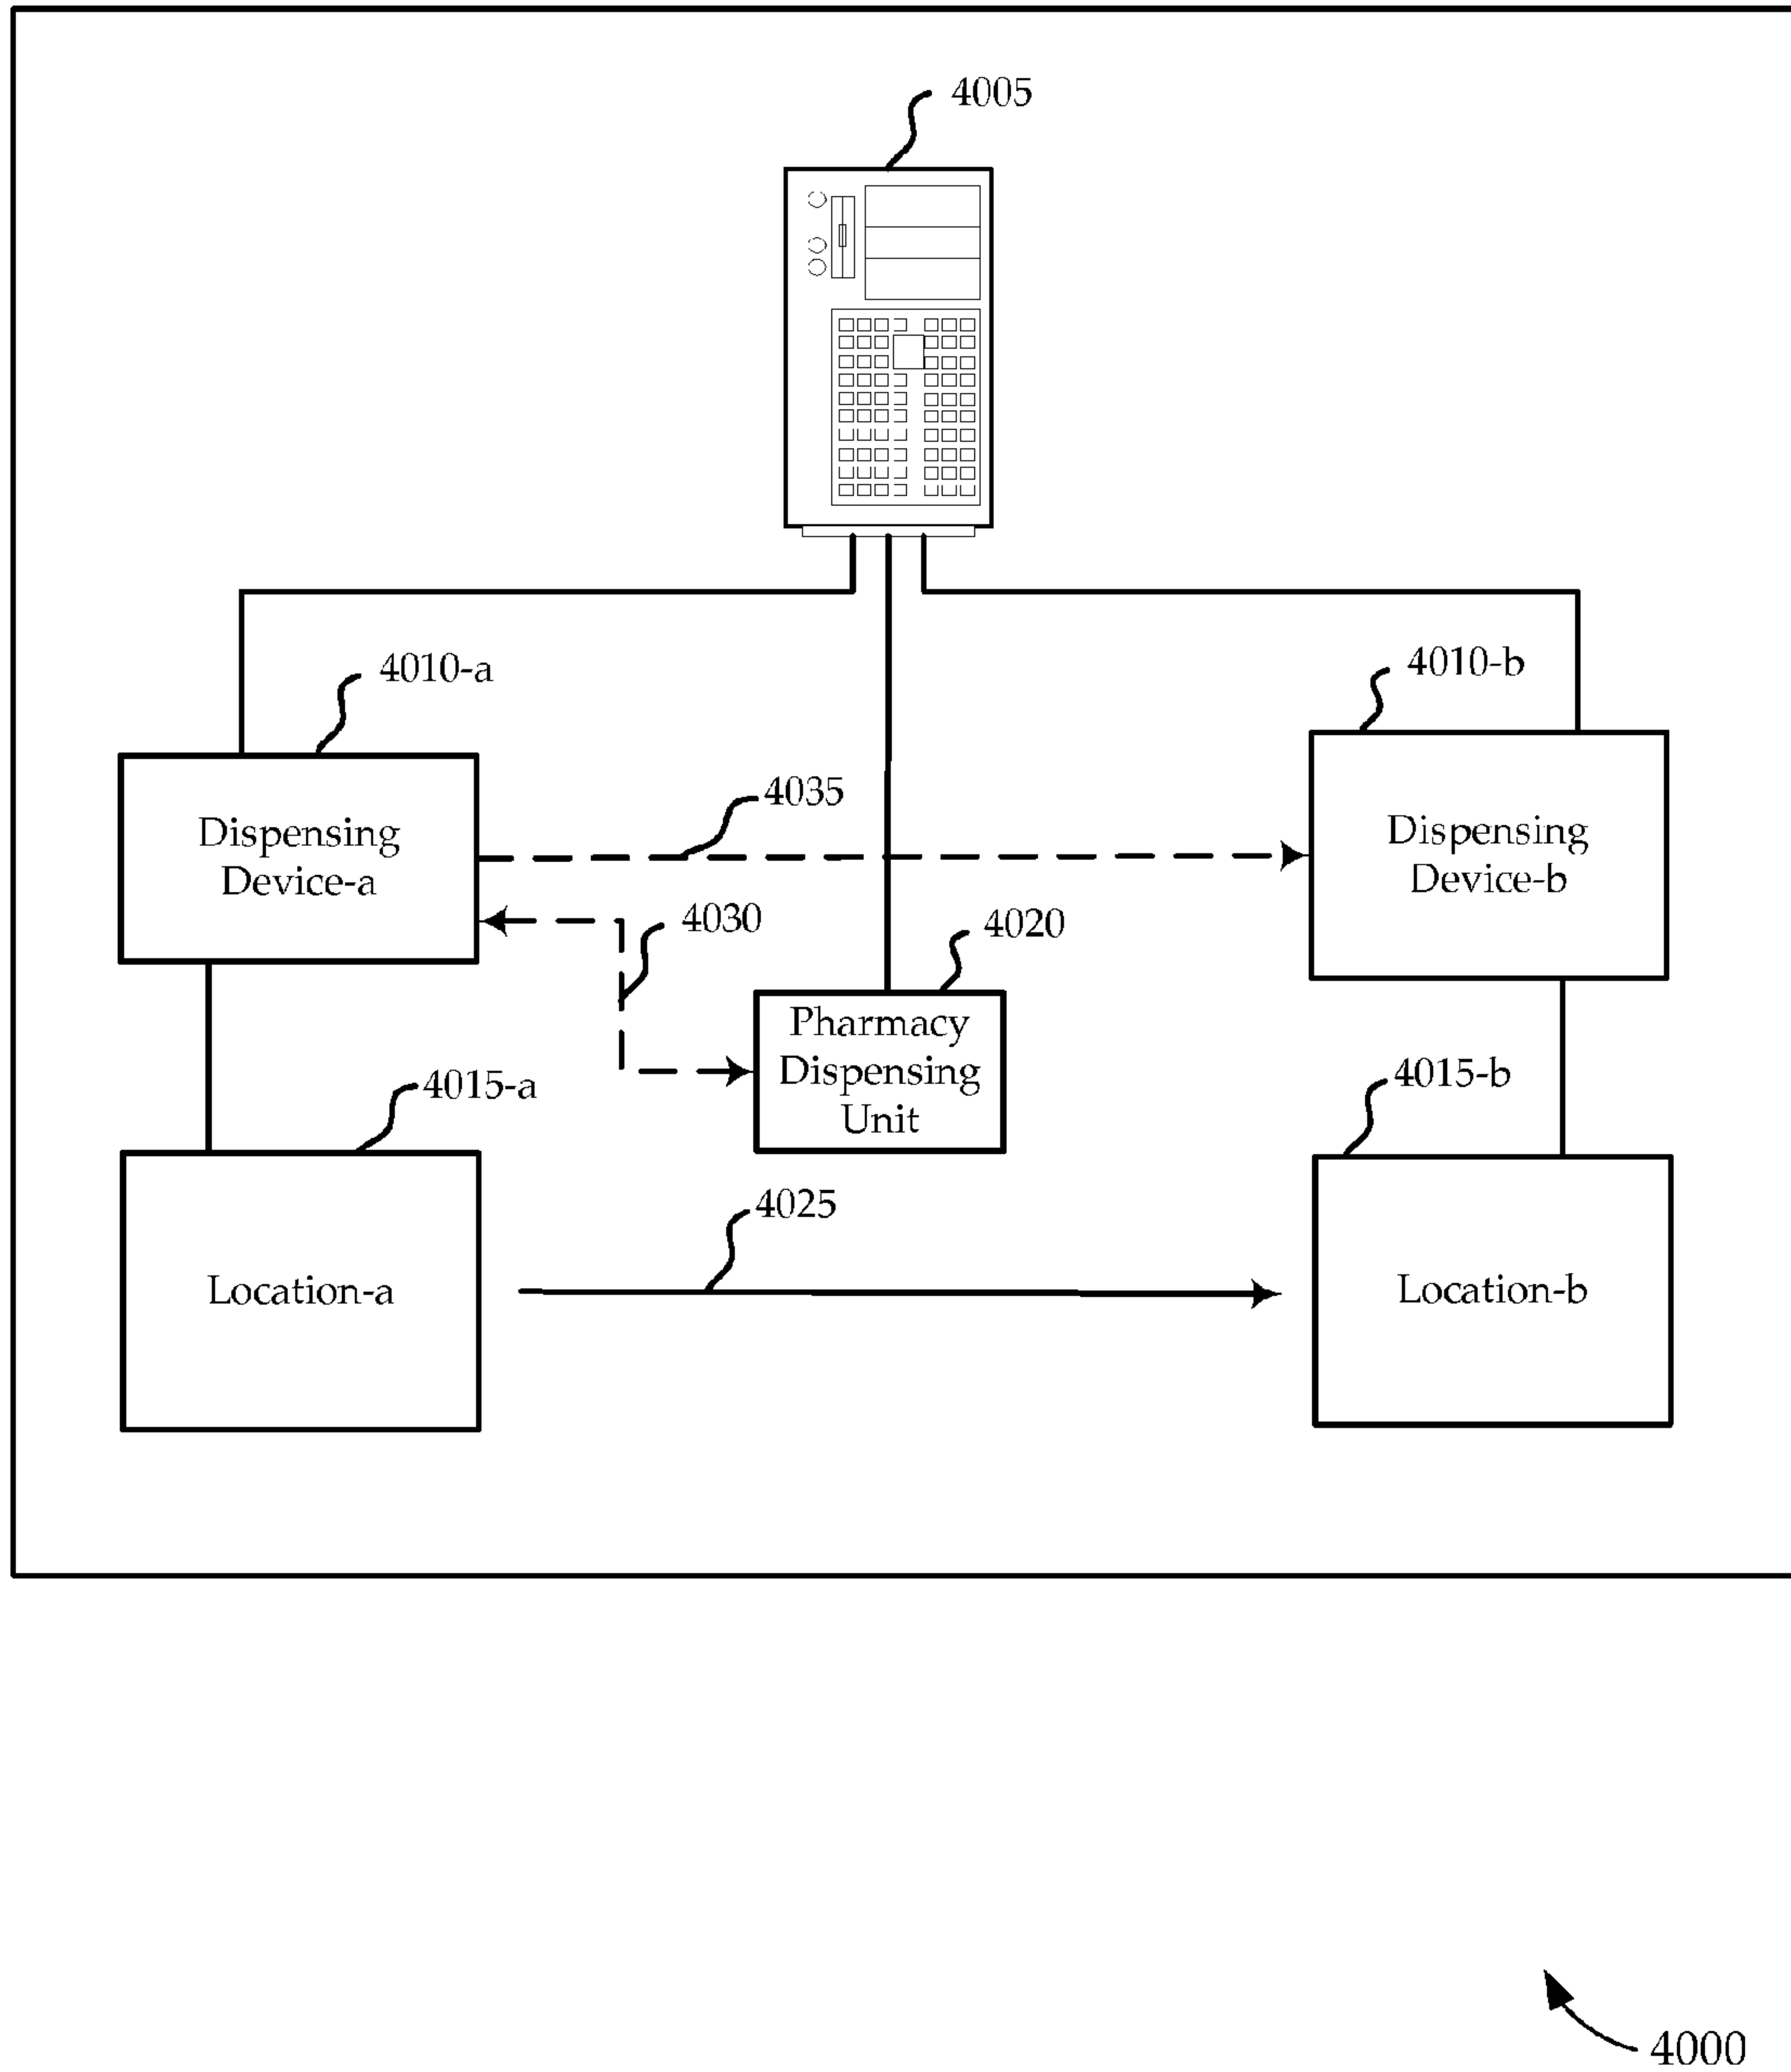 4005
4010-a
4010-b
Dispensing
Device-a
4035
Dispensing
Device-b
4030
4020
Pharmacy
Dispensing
Unit
4015-a
4015-b
4025
Location-a
Location-b
4000